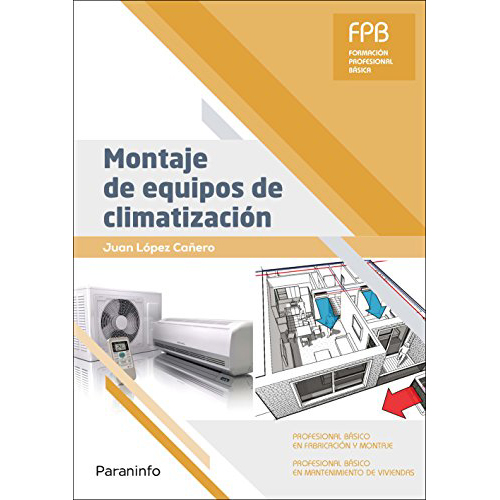 FPB
FORMACIÓN
PROFESIONAL
BÁSICA
Montaje
de equipos de
climatización
Juan López Cañero
PROFESIONAL BÁSICO
EN FABRICACIÓN Y MONTAJE
PROFESIONAL BÁSICO
EN MANTENIMIENTO DE VIVIENDAS
Paraninfo